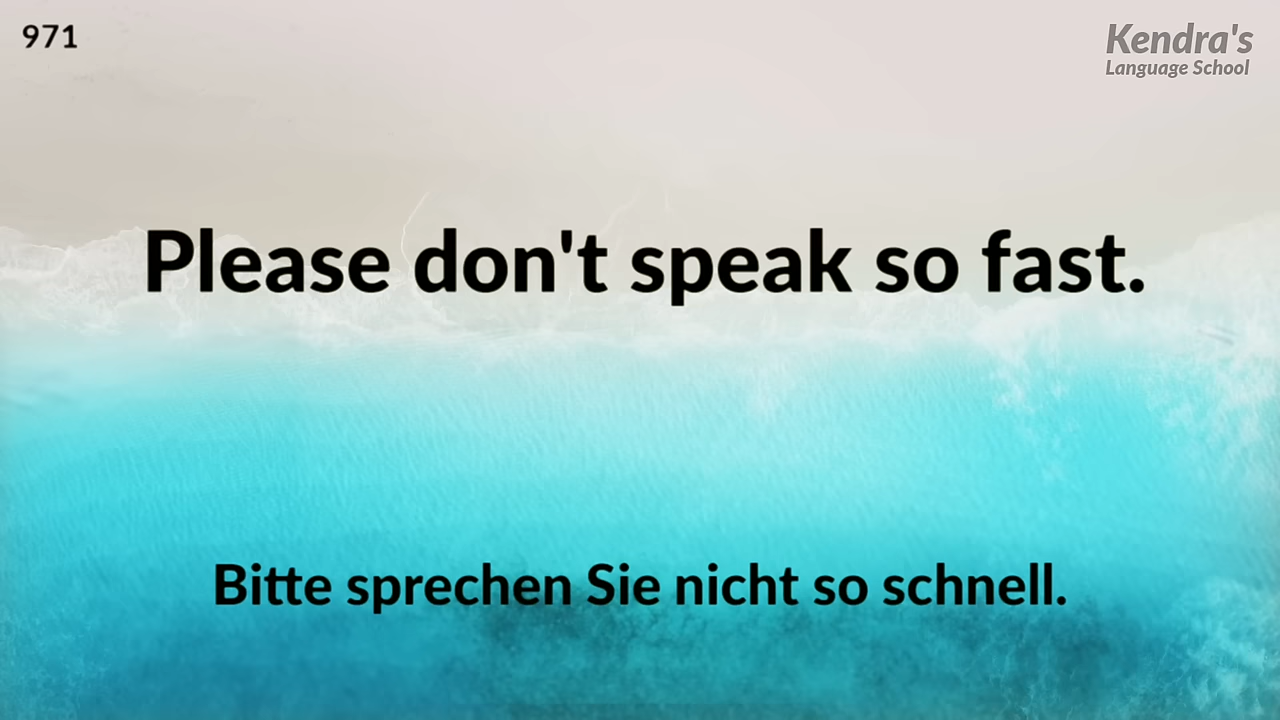 971
Kendra's
Language School
Please don't speak so fast.
Bitte sprechen Sie nicht so schnell.